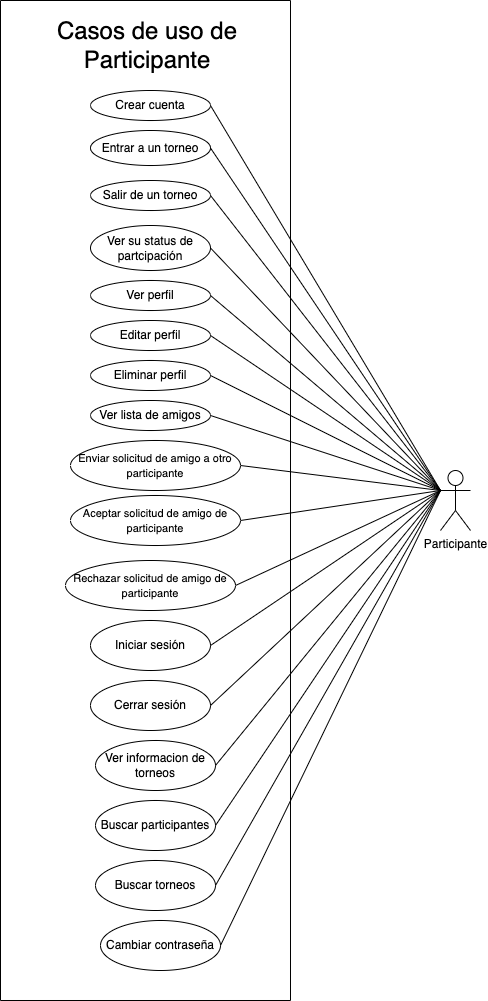 Casos de uso de
Participante
Crear cuenta
Entrar a un torneo
Salir de un torneo
Ver su status de
partcipación
Ver perfil
Editar perfil
Eliminar perfil
Ver lista de amigos
Enviar solicitud de amigo a otro
participante
Aceptar solicitud de amigo de
participante
Participante
Rechazar solicitud de amigo de
participante
Iniciar sesión
Cerrar sesión
Ver informacion de
torneos
Buscar participantes
Buscar torneos
Cambiar contraseña